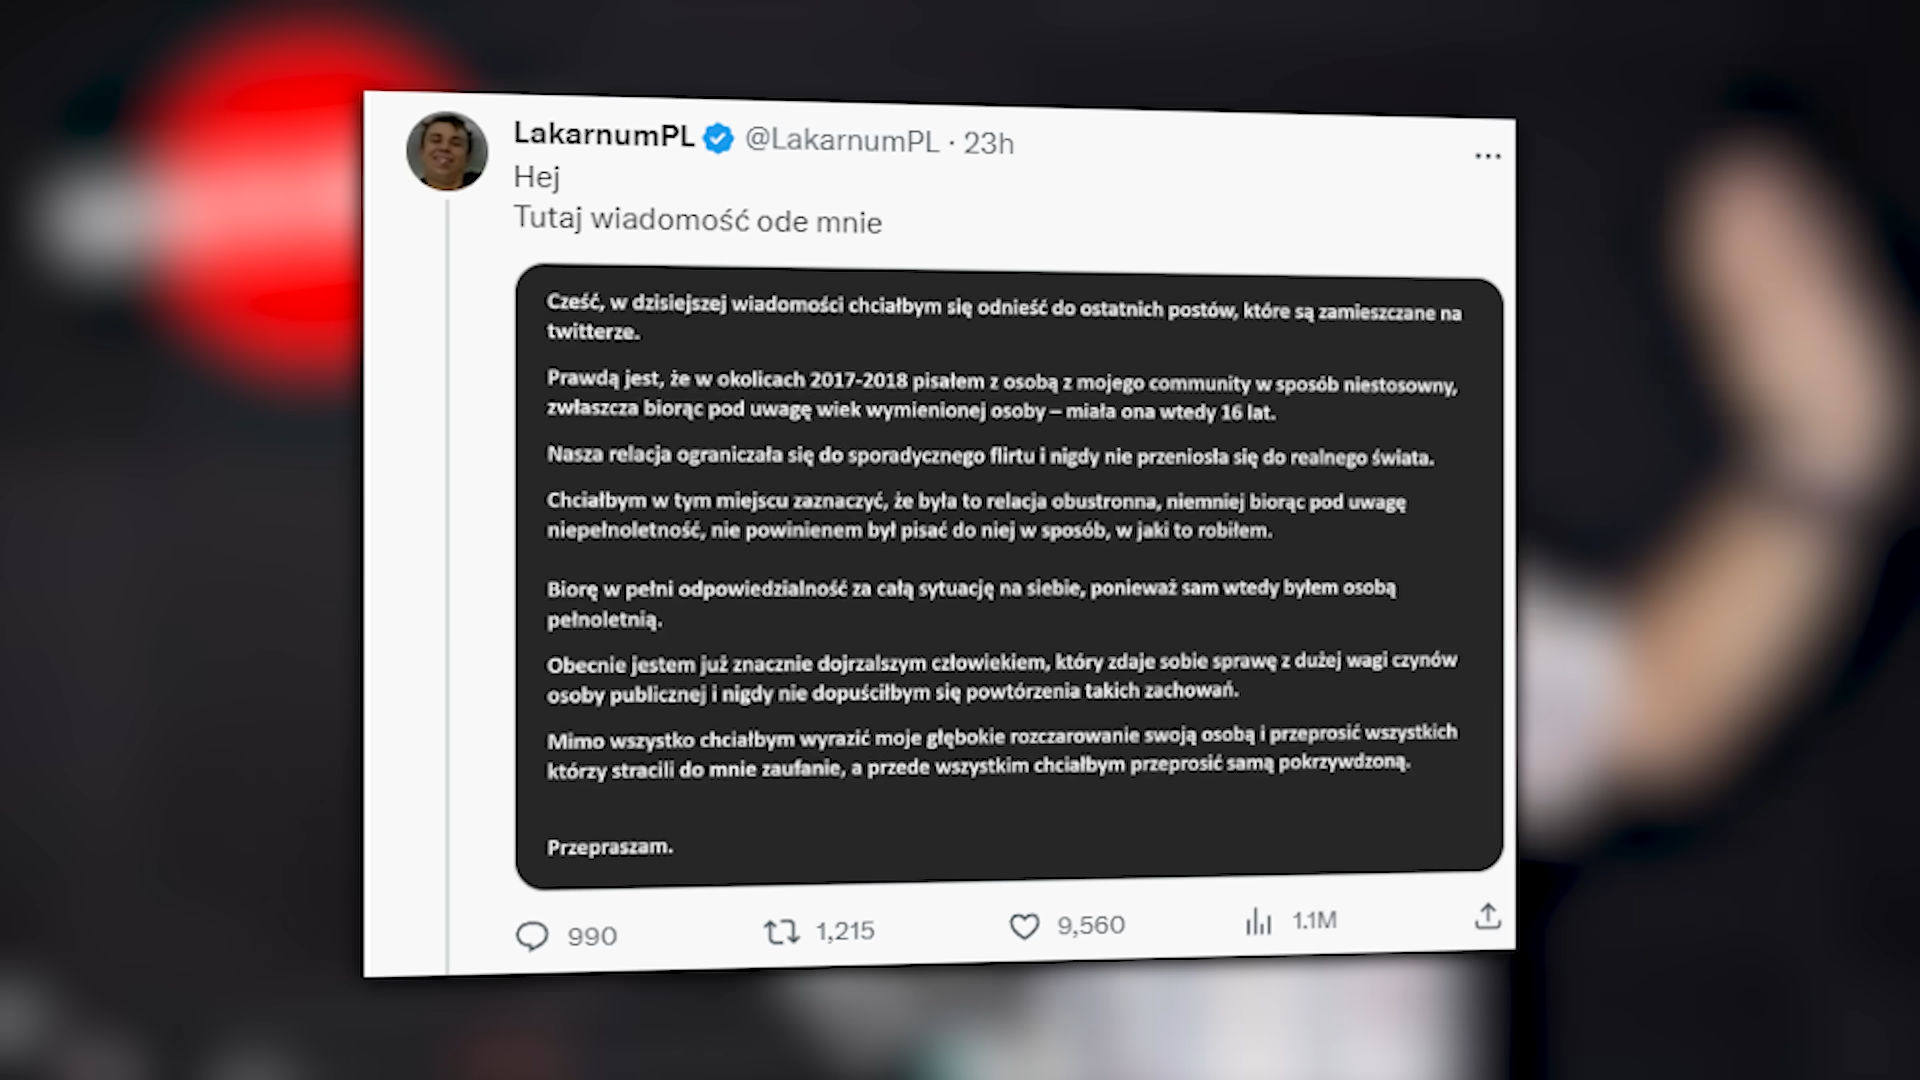 LakarnumPL @LakarnumPL · 23h
Hej
Tutaj wiadomość ode mnie
Cześć, w dzisiejszej wiadomości chciałbym się odnieść do ostatnich postów, które są zamieszczane na
twitterze.
Prawdą jest, że w okolicach 2017-2018 pisałem z osobą z mojego community w sposób niestosowny,
zwłaszcza biorąc pod uwagę wiek wymienionej osoby – miała ona wtedy 16 lat.
Nasza relacja ograniczała się do sporadycznego flirtu i nigdy nie przeniosła się do realnego świata.
Chciałbym w tym miejscu zaznaczyć, że była to relacja obustronna, niemniej biorąc pod uwagę
niepełnoletność, nie powinienem był pisać do niej w sposób, w jaki to robiłem.
Biorę w pełni odpowiedzialność za całą sytuację na siebie, ponieważ sam wtedy byłem osobą
pełnoletnią.
Obecnie jestem już znacznie dojrzalszym człowiekiem, który zdaje sobie sprawę z dużej wagi czynów
osoby publicznej i nigdy nie dopuściłbym się powtórzenia takich zachowań.
Mimo wszystko chciałbym wyrazić moje głębokie rozczarowanie swoją osobą i przeprosić wszystkich
którzy stracili do mnie zaufanie, a przede wszystkim chciałbym przeprosić samą pokrzywdzoną.
Przepraszam.
990 1,215 9,560 1.1M